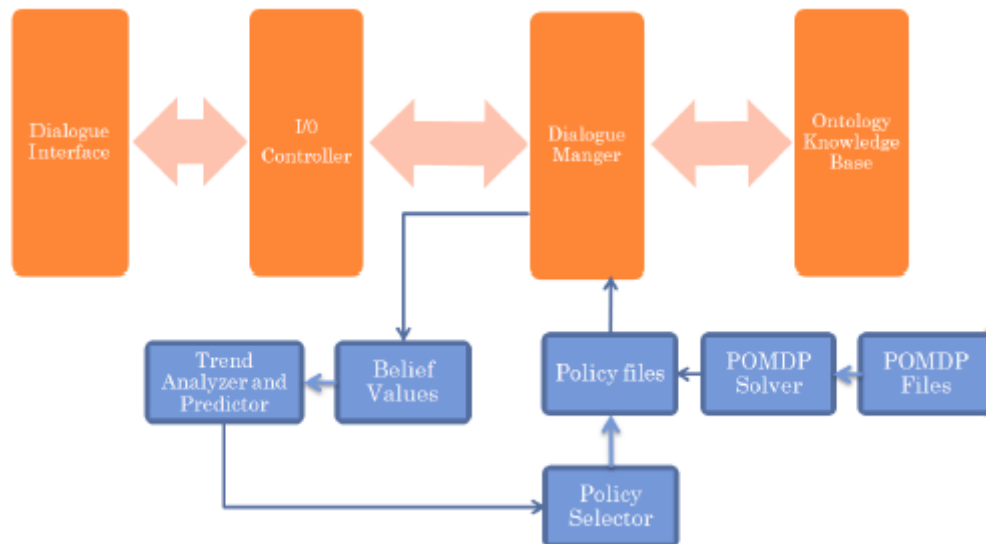 Dialogue
Interface
I/0
Controller
Dialogue
Manger
Ontology
Knowledge
Base
Trend
Analyzer and
Predictor
Belief
Values
Policy files
POMDP
Solver
POMDP
Files
Policy
Selector